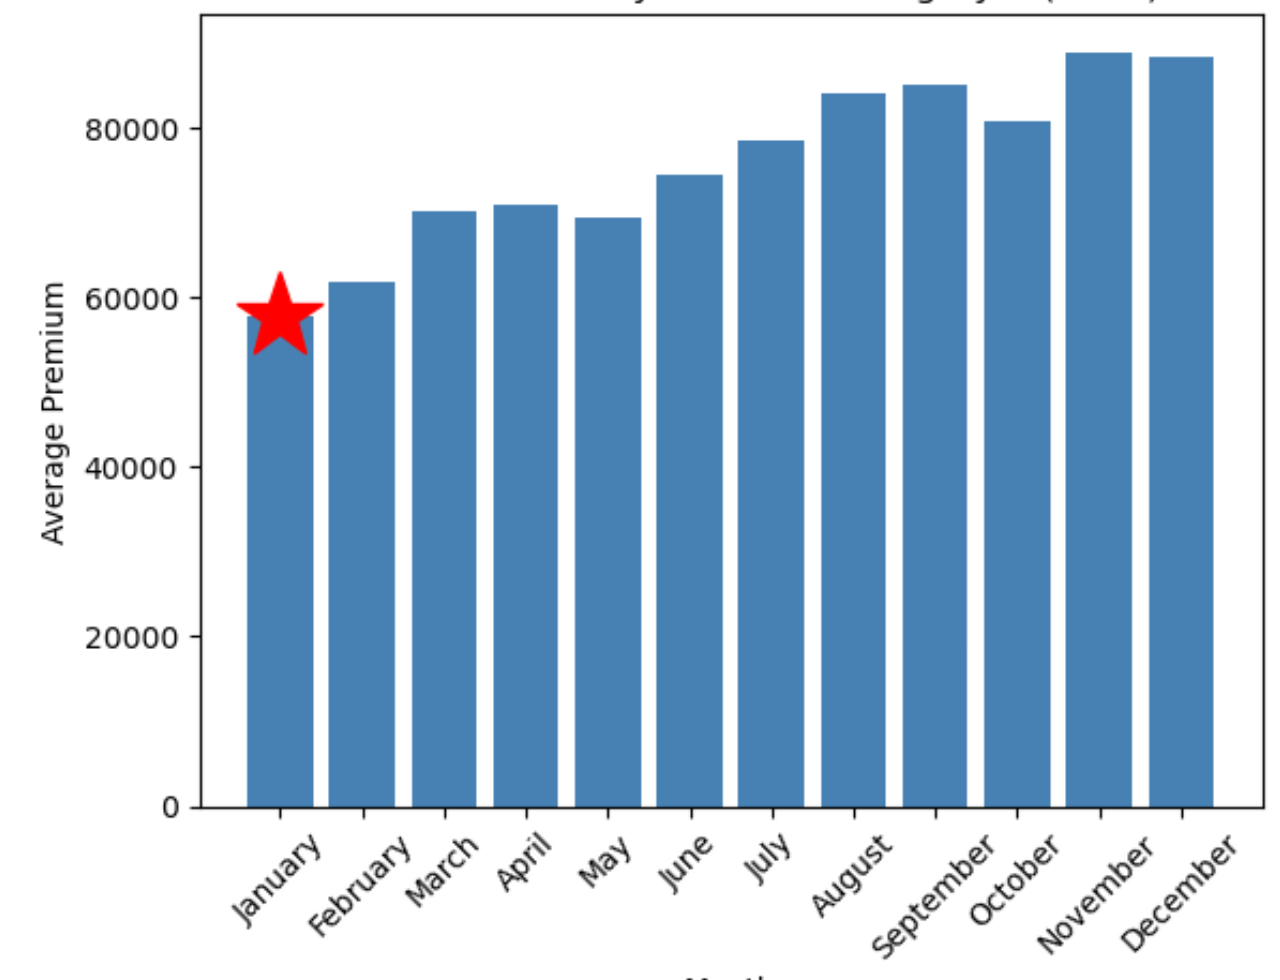 Average Premium
80000
60000
40000
20000
0
January
February
March
April
May
June
July
August
September
October
November
December